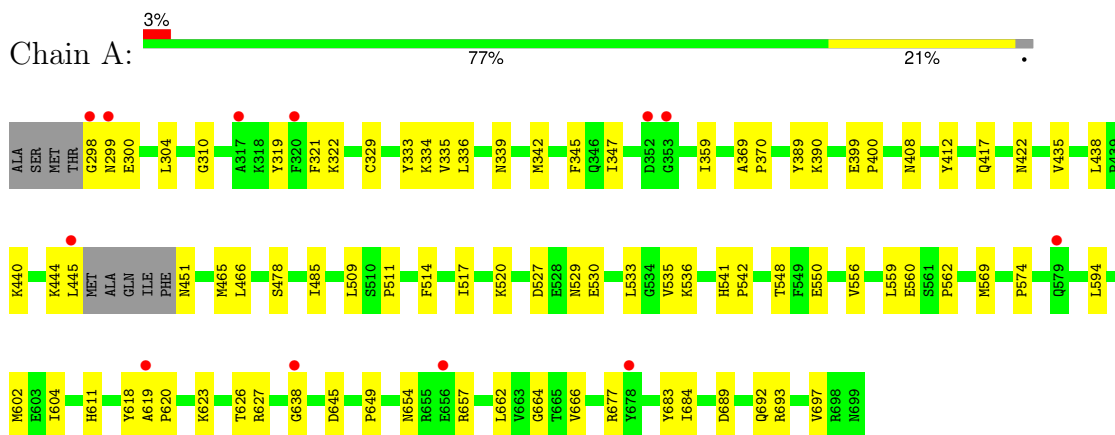 3%
Chain A:
77% 21% •
ALA SER MET THR G298 N299 E300 L304 G310 A317 K318 Y319 F320 F321 K322 C329 Y333 K334 V335 L336 N339 M342 F345 Q346 I347 D352 G353 I359 A369 P370 Y389 K390 E399 P400 N408 Y412 Q417 N422 V435 L438
K440 K444 L445 MET ALA GLN ILE PHE N451 M465 L466 S478 I485 L509 S510 P511 F514 I517 K520 D527 E528 N529 E530 L533 G534 V535 K536 H541 P542 T548 F549 E550 V556 L559 E560 S561 P562 M569 P574 Q579 L594
M602 E603 I604 H611 Y618 A619 P620 K623 T626 R627 G638 D645 P649 N654 R655 E656 R657 L662 V663 G664 T665 V666 R677 Y678 Y683 I684 D689 Q692 R693 V697 R698 N699